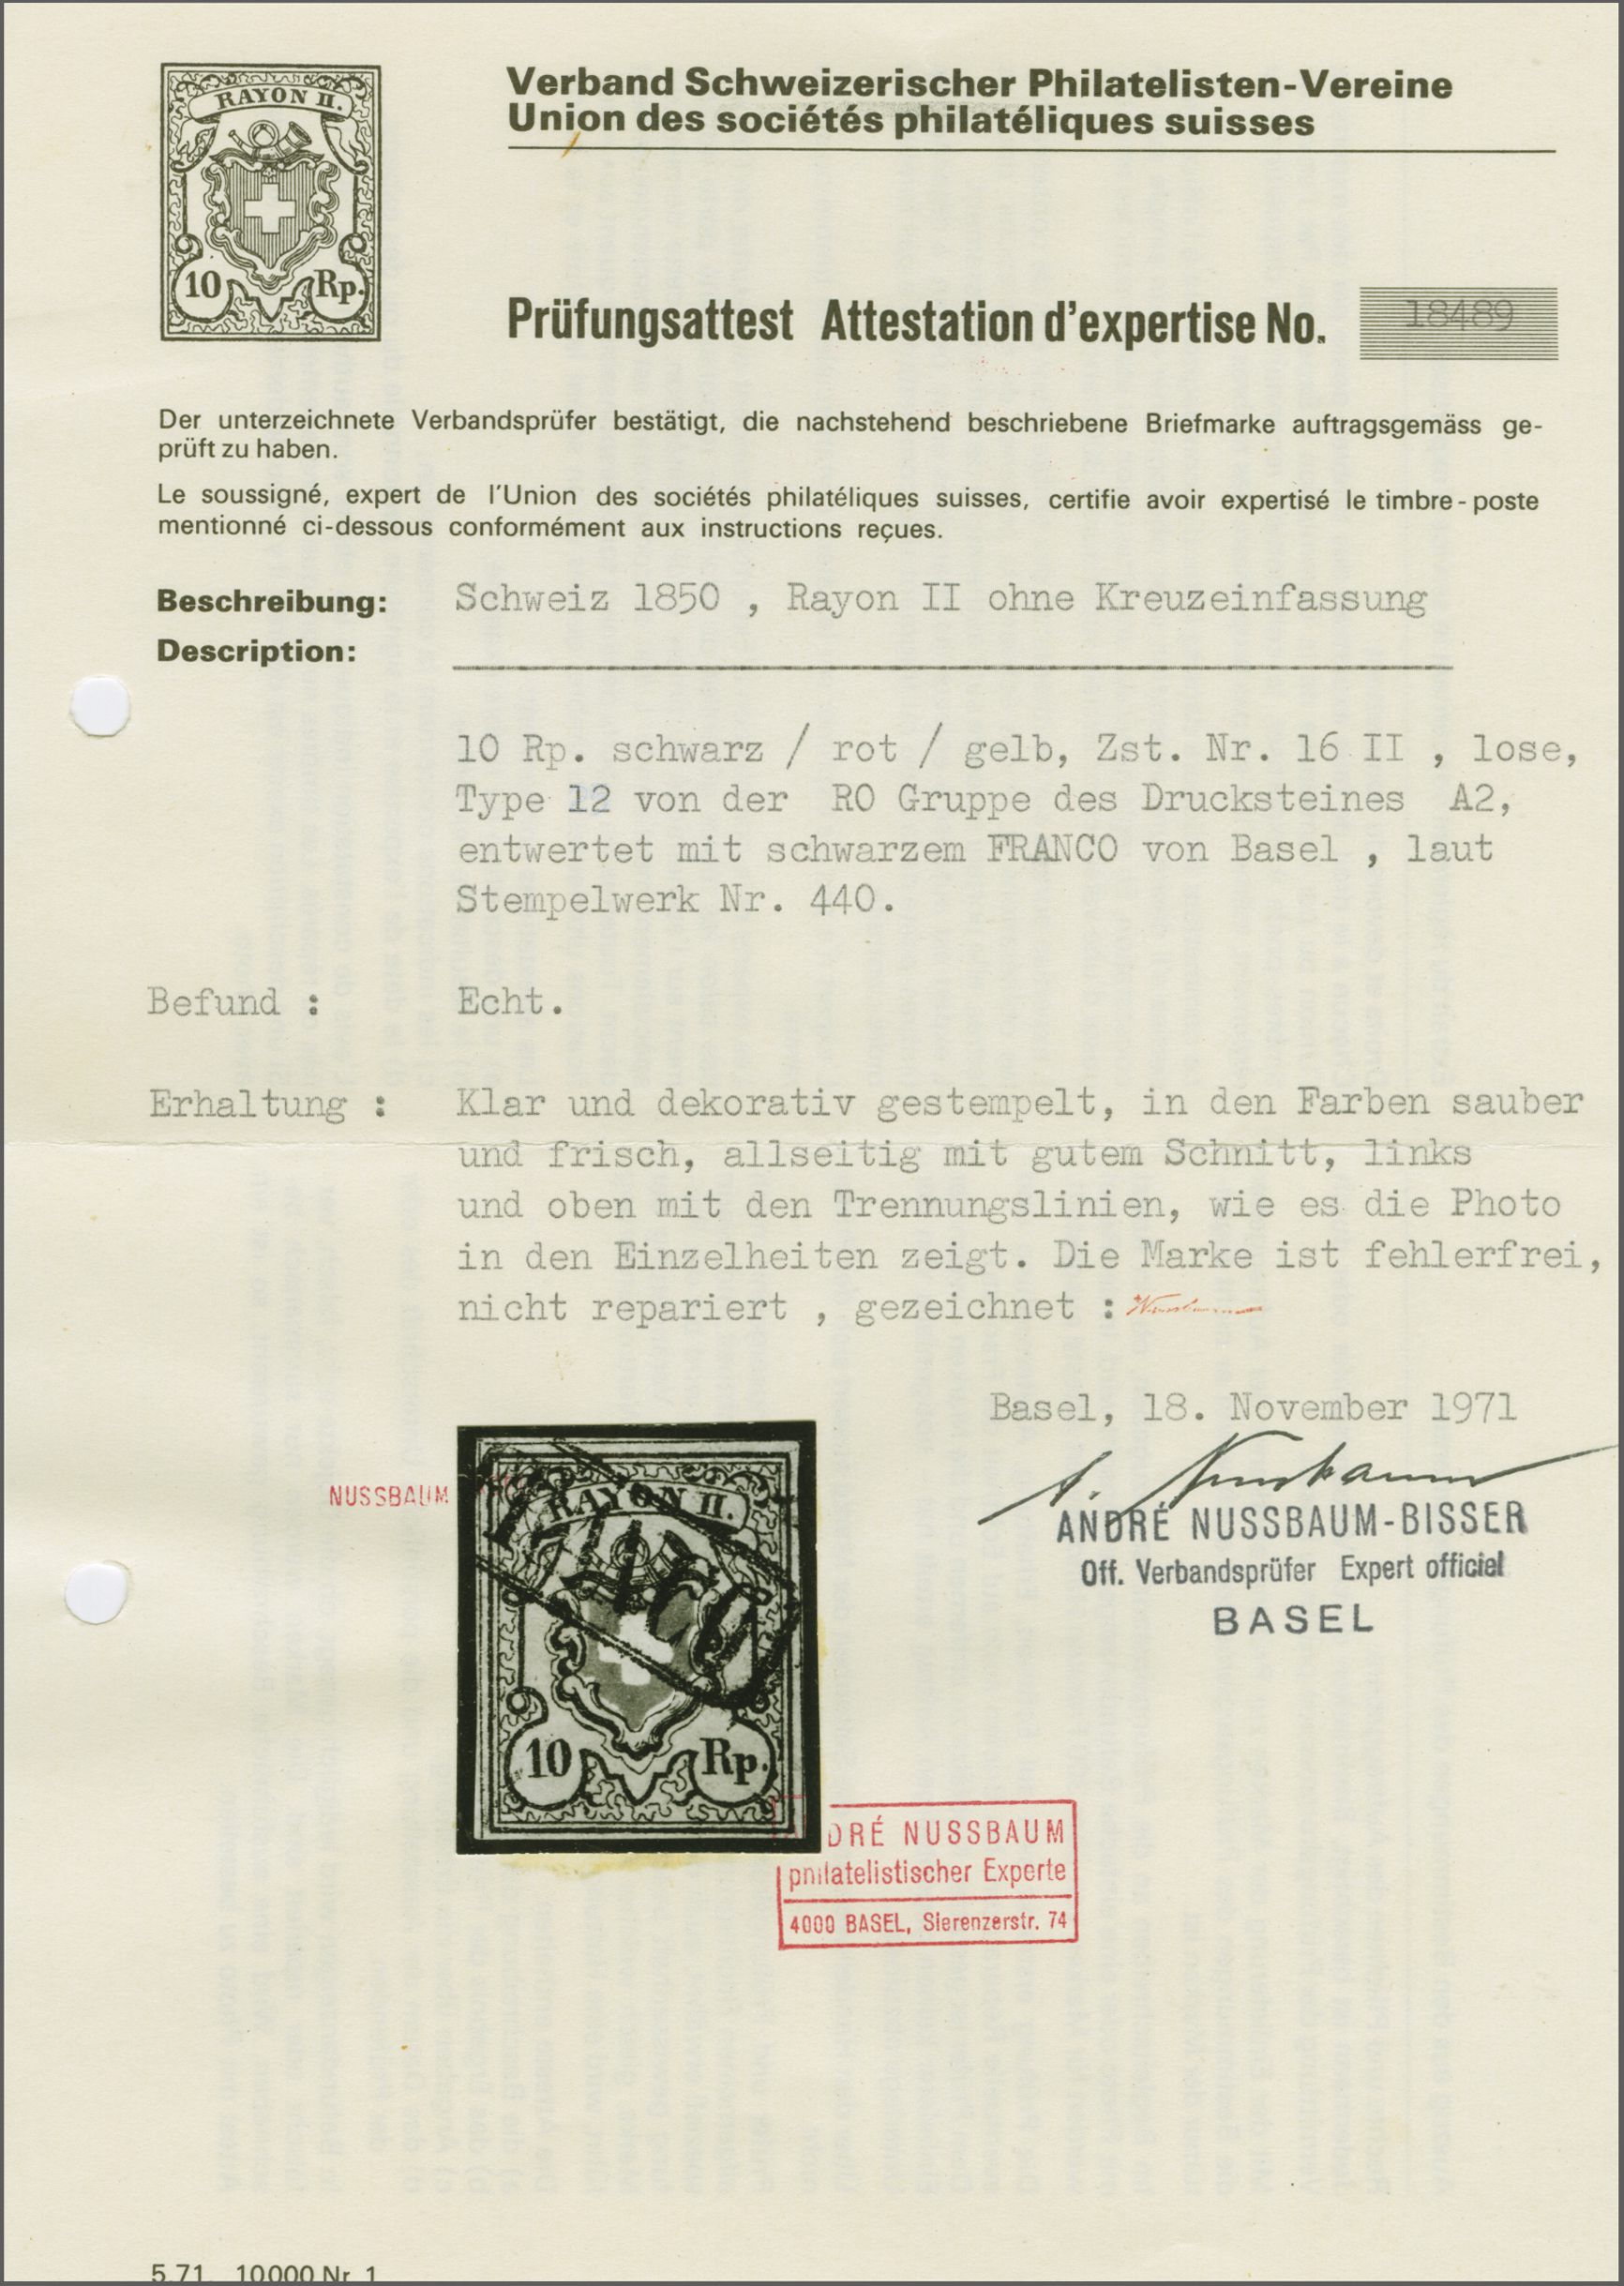 RAYON II.
10 Rp.
Verband Schweizerischer Philatelisten-Vereine
Union des sociétés philatéliques suisses
Prüfungsattest Attestation d'expertise No. 18489
Der unterzeichnete Verbandsprüfer bestätigt, die nachstehend beschriebene Briefmarke auftragsgemäss ge-
prüft zu haben.
Le soussigné, expert de l'Union des sociétés philatéliques suisses, certifie avoir expertisé le timbre-poste
mentionné ci-dessous conformément aux instructions reçues.
Beschreibung: Schweiz 1850 , Rayon II ohne Kreuzeinfassung
Description:
10 Rp. schwarz / rot / gelb, Zst. Nr. 16 II , lose,
Type 12 von der RO Gruppe des Drucksteines A2,
entwertet mit schwarzem FRANCO von Basel , laut
Stempelwerk Nr. 440.
Befund : Echt.
Erhaltung : Klar und dekorativ gestempelt, in den Farben sauber
und frisch, allseitig mit gutem Schnitt, links
und oben mit den Trennungslinien, wie es die Photo
in den Einzelheiten zeigt. Die Marke ist fehlerfrei,
nicht repariert , gezeichnet : Nussbaum
Basel, 18. November 1971
A. Nussbaum
ANDRÉ NUSSBAUM-BISSER
Off. Verbandsprüfer Expert officiel
BASEL
NUSSBAUM
RAYON II.
FRANCO
10 Rp.
DRÉ NUSSBAUM
philatelistischer Experte
4000 BASEL, Sierenzerstr. 74
5.71 10000 Nr. 1